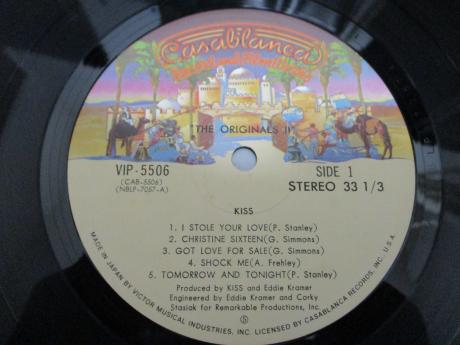 Casablanca
Record and FilmWorks
"THE ORIGINALS II"
VIP-5506
(CAB-5506)
(NBLP-7057-A)
SIDE 1
STEREO 33 1/3
KISS
1. I STOLE YOUR LOVE(P. Stanley)
2. CHRISTINE SIXTEEN(G. Simmons)
3. GOT LOVE FOR SALE(G. Simmons)
4. SHOCK ME(A. Frehley)
5. TOMORROW AND TONIGHT(P. Stanley)
Produced by KISS and Eddie Kramer
Engineered by Eddie Kramer and Corky
Stasiak for Remarkable Productions, Inc.
Ⓢ
MADE IN JAPAN BY VICTOR MUSICAL INDUSTRIES, INC. LICENSED BY CASABLANCA RECORDS, INC. U.S.A.